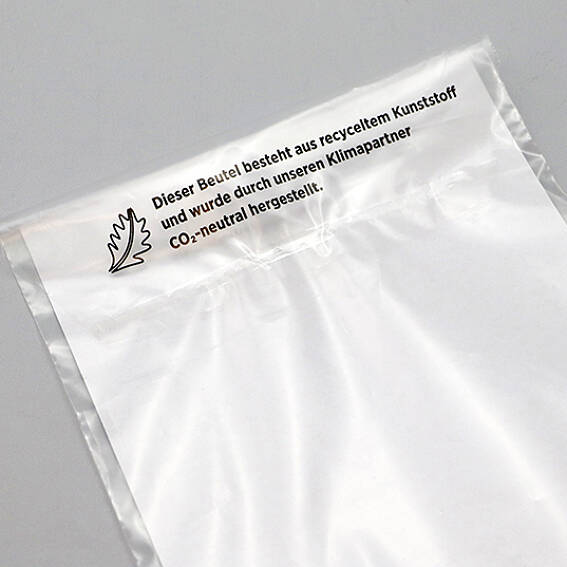 Dieser Beutel besteht aus recyceltem Kunststoff
und wurde durch unseren Klimapartner
CO₂-neutral hergestellt.